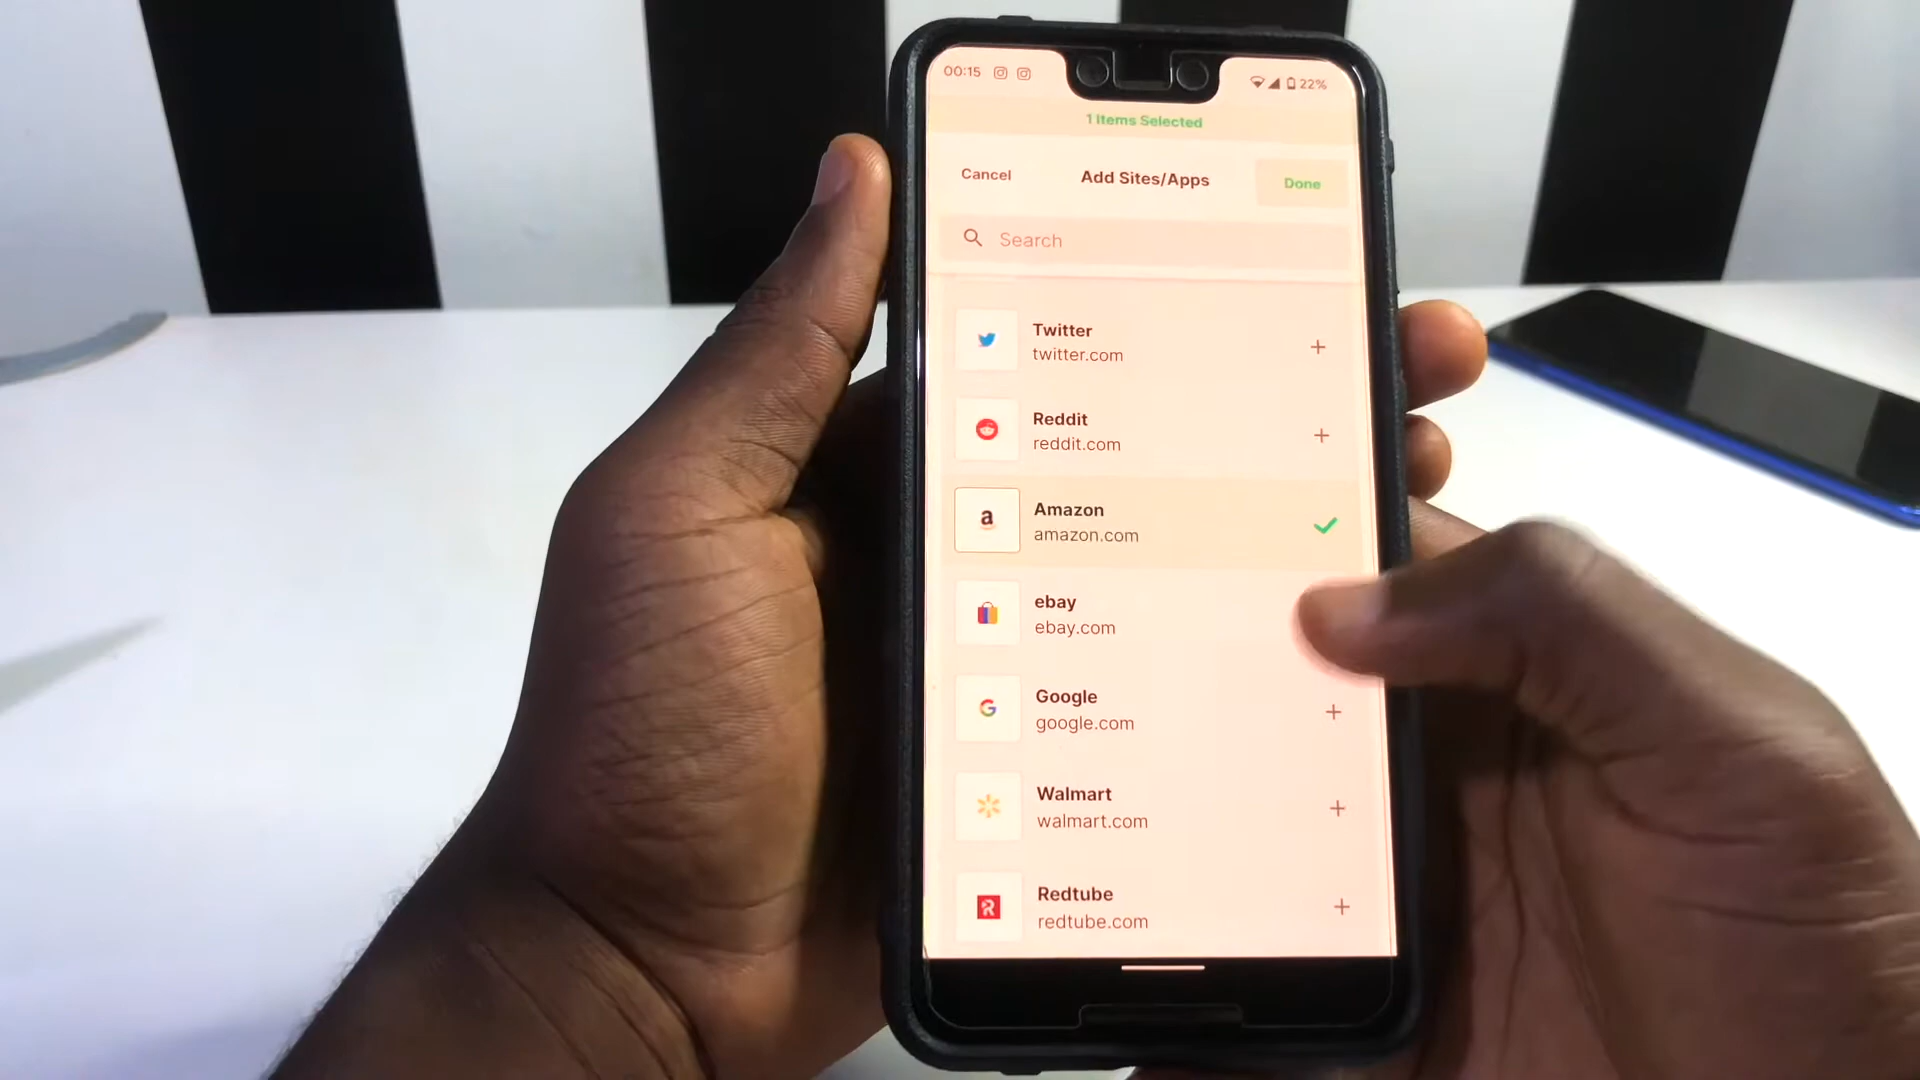 00:15
22%
1 Items Selected
Cancel
Add Sites/Apps
Done
Search
Twitter
twitter.com
Reddit
reddit.com
a
Amazon
amazon.com
ebay
ebay.com
G
Google
google.com
Walmart
walmart.com
R
Redtube
redtube.com